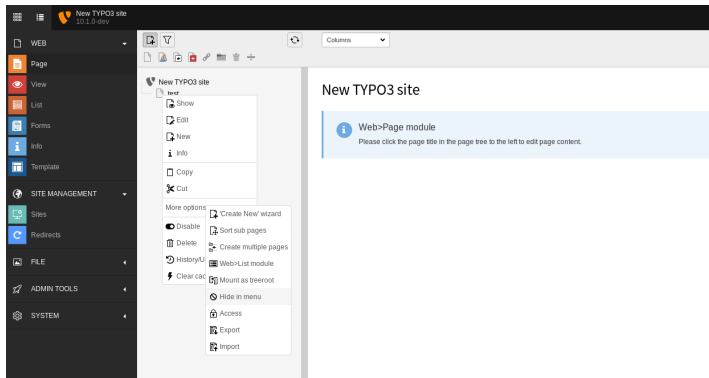 New TYPO3 site
10.1.0-dev
WEB
Page
View
List
Forms
Info
Template
SITE MANAGEMENT
Sites
Redirects
FILE
ADMIN TOOLS
SYSTEM
New TYPO3 site
test
Show
Edit
New
Info
Copy
Cut
More options
Disable
Delete
History/U
Clear cac
'Create New' wizard
Sort sub pages
Create multiple pages
Web>List module
Mount as treeroot
Hide in menu
Access
Export
Import
Columns
New TYPO3 site
Web>Page module
Please click the page title in the page tree to the left to edit page content.